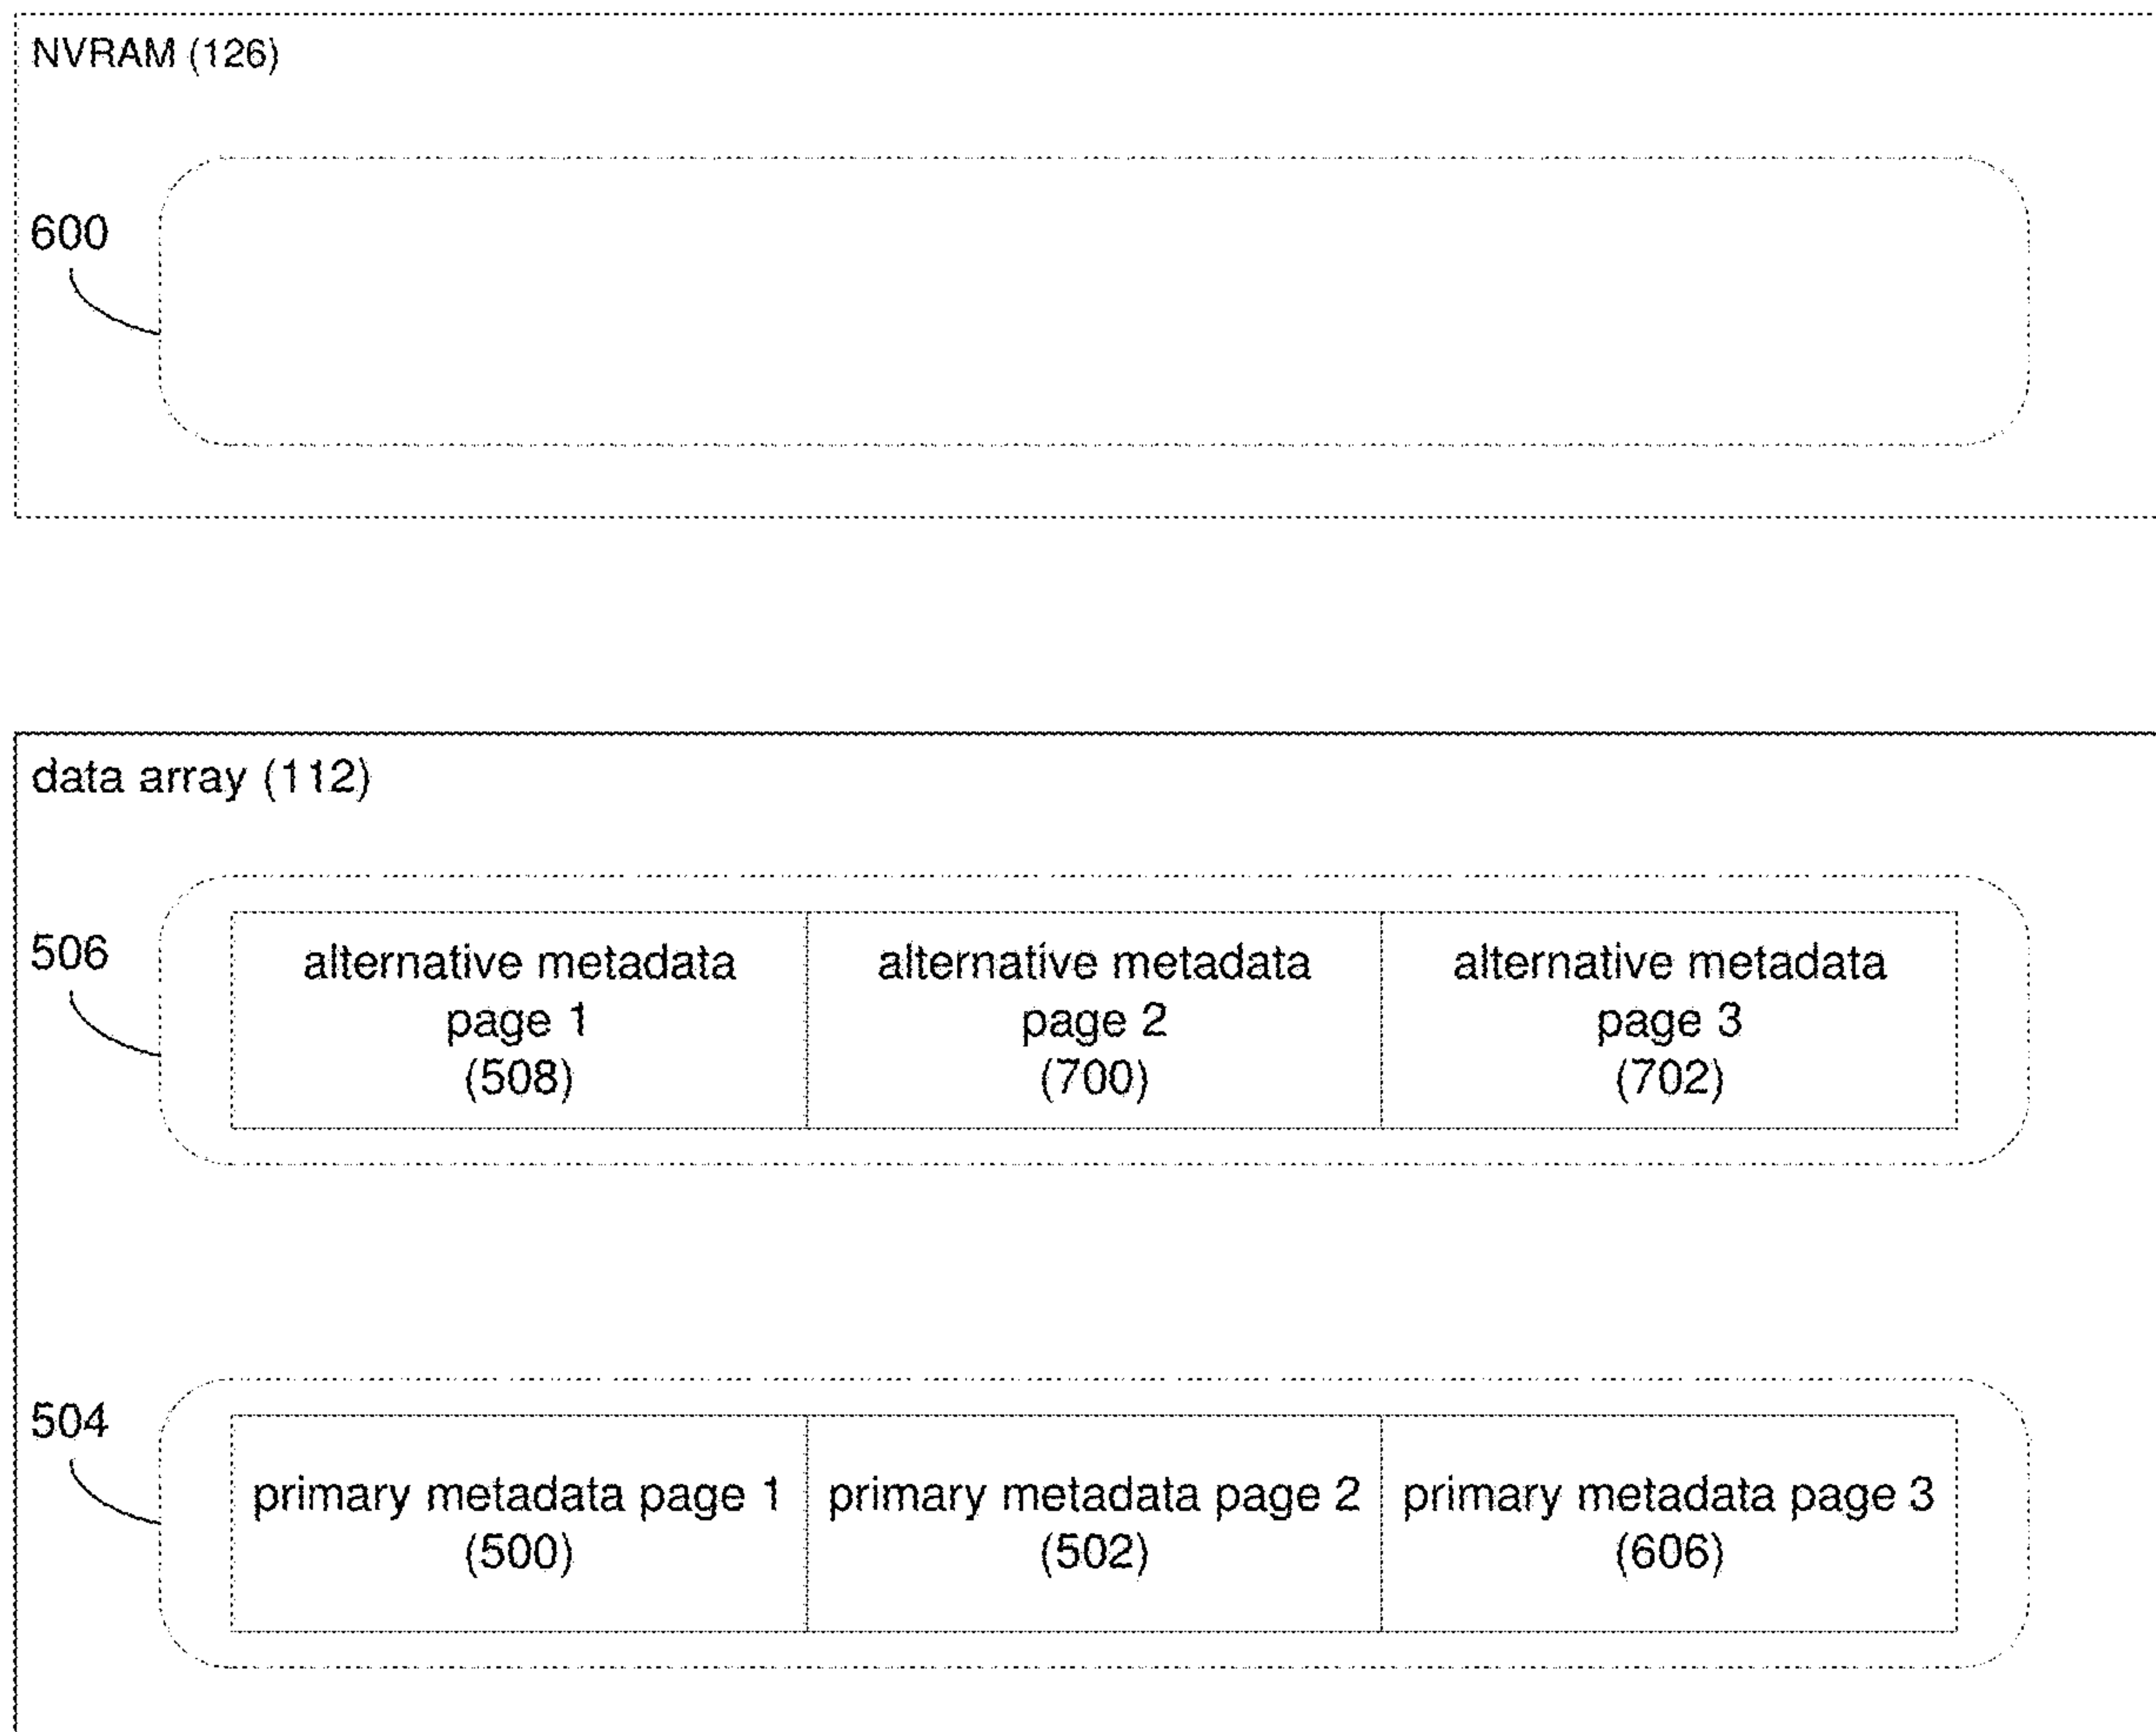 NVRAM (126)
600
data array (112)
506
alternative metadata
page 1
(508)
alternative metadata
page 2
(700)
alternative metadata
page 3
(702)
504
primary metadata page 1
(500)
primary metadata page 2
(502)
primary metadata page 3
(606)